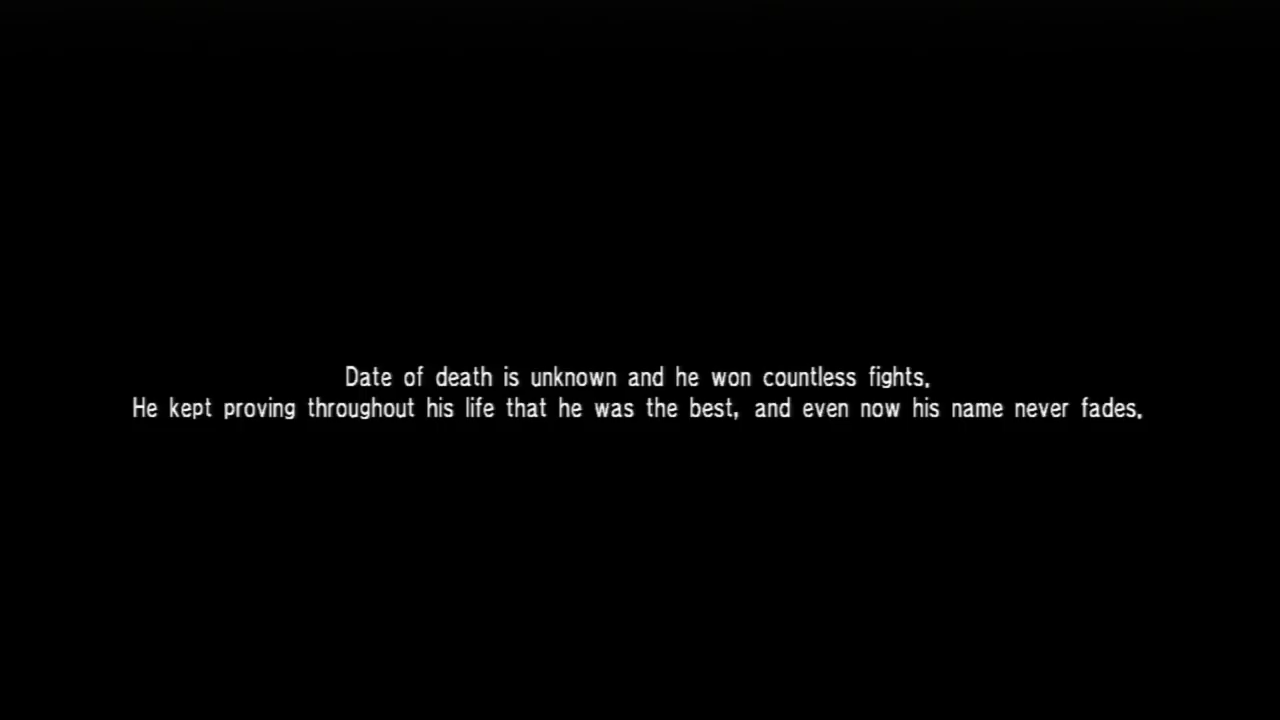 Date of death is unknown and he won countless fights.
He kept proving throughout his life that he was the best, and even now his name never fades.